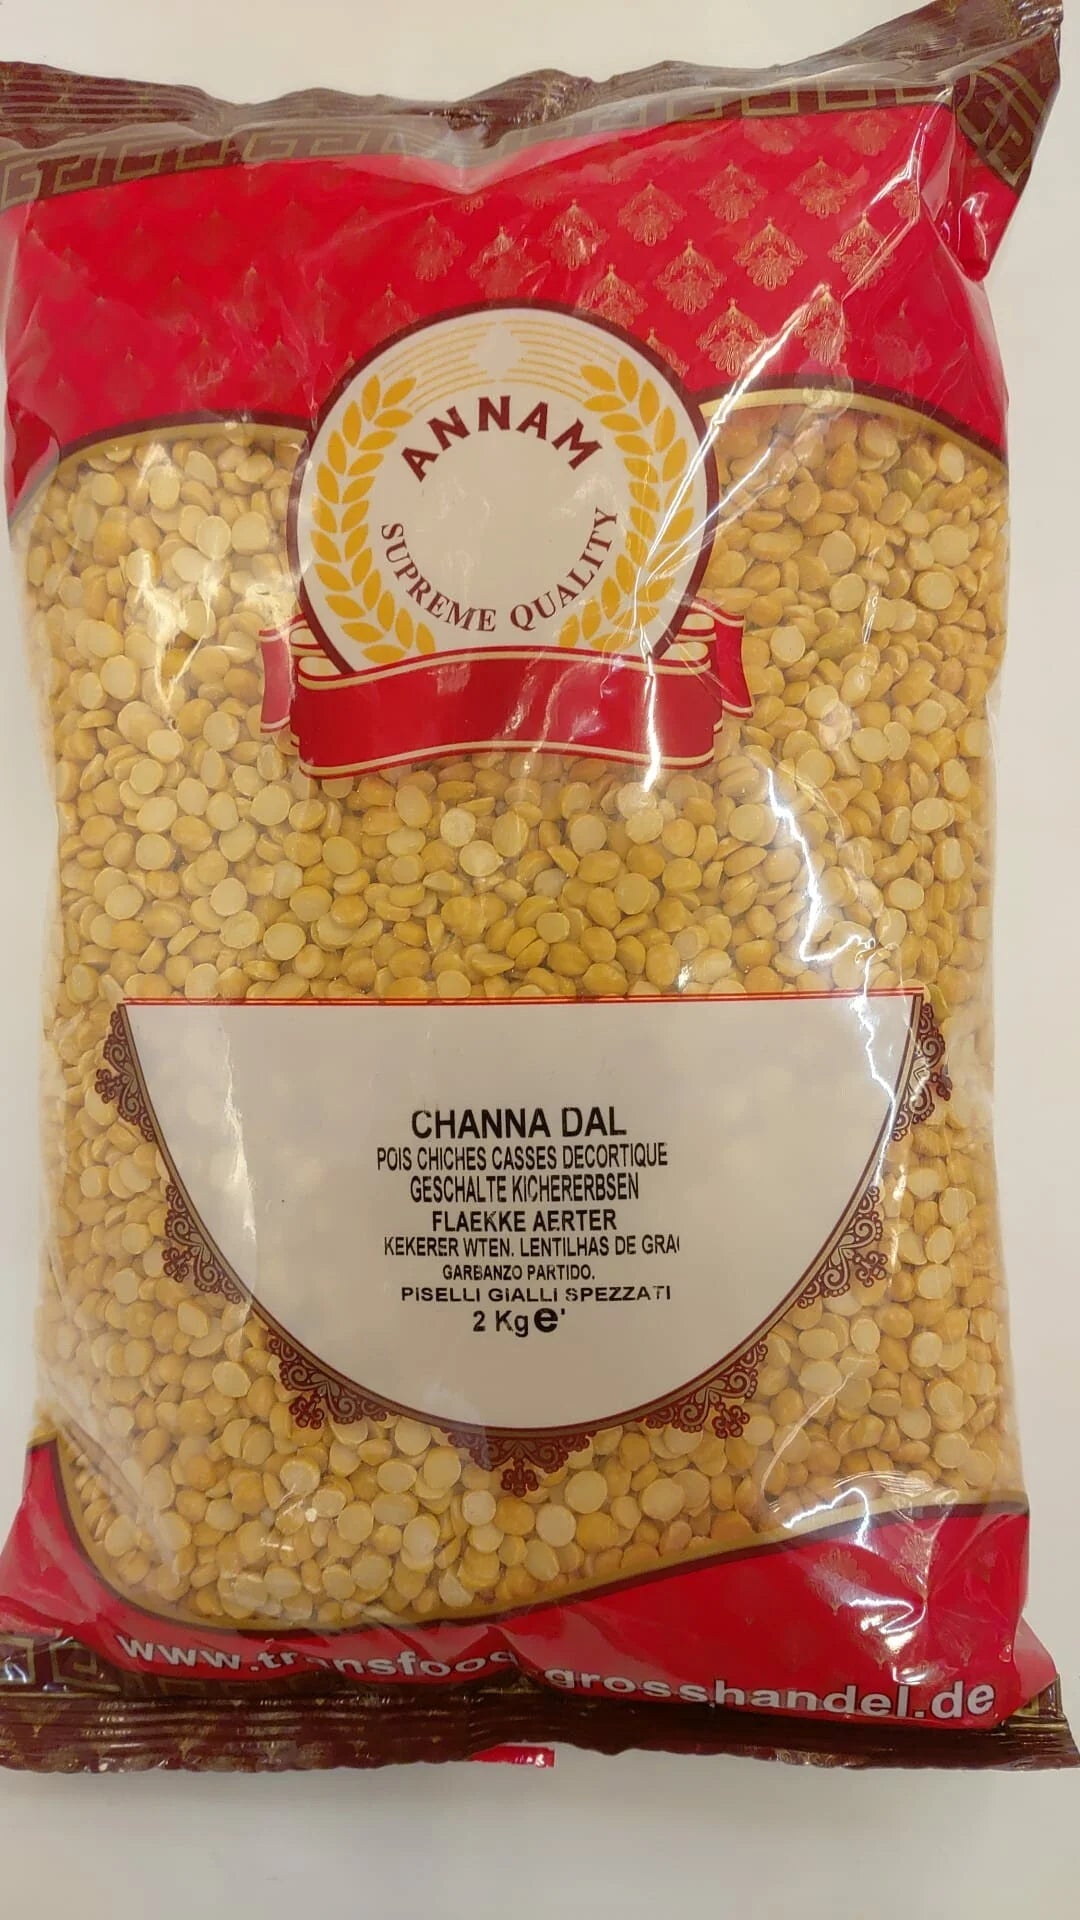 ANNAM
SUPREME QUALITY
CHANNA DAL
POIS CHICHES CASSES DECORTIQUE
GESCHALTE KICHERERBSEN
FLAEKKE AERTER
KEKERER WTEN. LENTILHAS DE GRA
GARBANZO PARTIDO.
PISELLI GIALLI SPEZZATI
2 Kg e
www.transfood-grosshandel.de